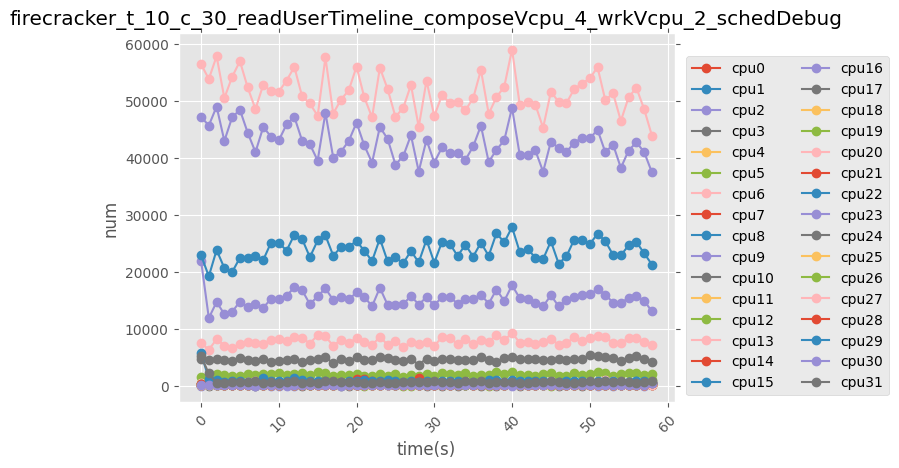 firecracker_t_10_c_30_readUserTimeline_composeVcpu_4_wrkVcpu_2_schedDebug
60000
50000
40000
30000
20000
10000
0
num
0
10
20
30
40
50
60
time(s)
cpu0
cpu1
cpu2
cpu3
cpu4
cpu5
cpu6
cpu7
cpu8
cpu9
cpu10
cpu11
cpu12
cpu13
cpu14
cpu15
cpu16
cpu17
cpu18
cpu19
cpu20
cpu21
cpu22
cpu23
cpu24
cpu25
cpu26
cpu27
cpu28
cpu29
cpu30
cpu31